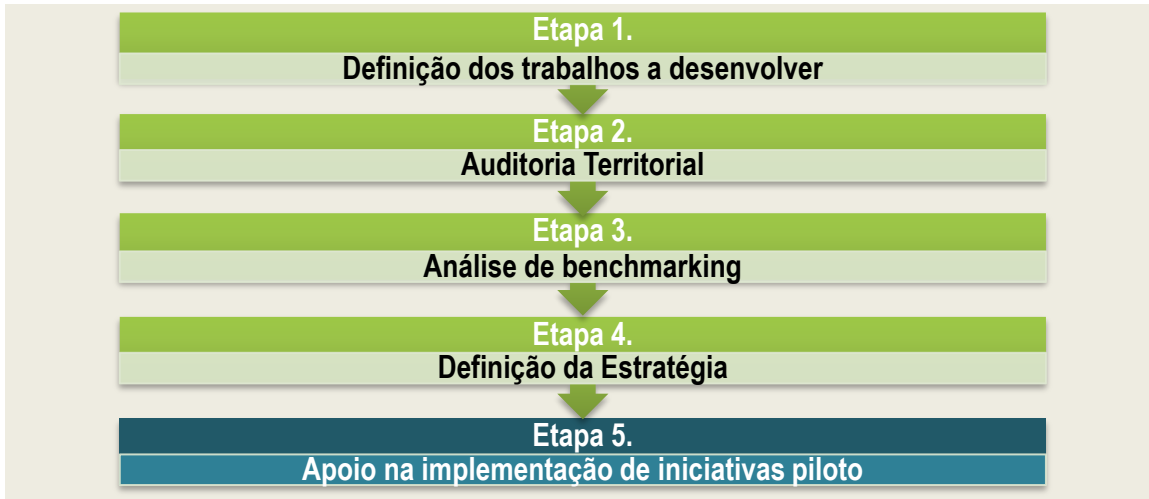 Etapa 1.
Definição dos trabalhos a desenvolver
Etapa 2.
Auditoria Territorial
Etapa 3.
Análise de benchmarking
Etapa 4.
Definição da Estratégia
Etapa 5.
Apoio na implementação de iniciativas piloto